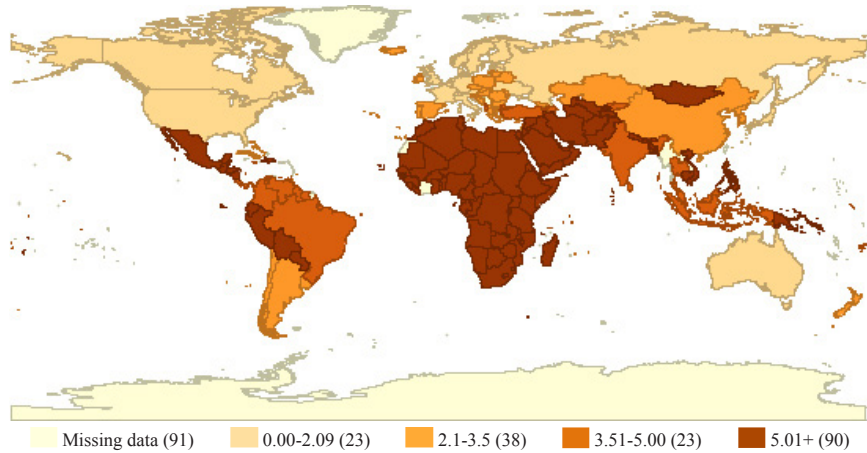 Missing data (91) 0.00-2.09 (23) 2.1-3.5 (38) 3.51-5.00 (23) 5.01+ (90)